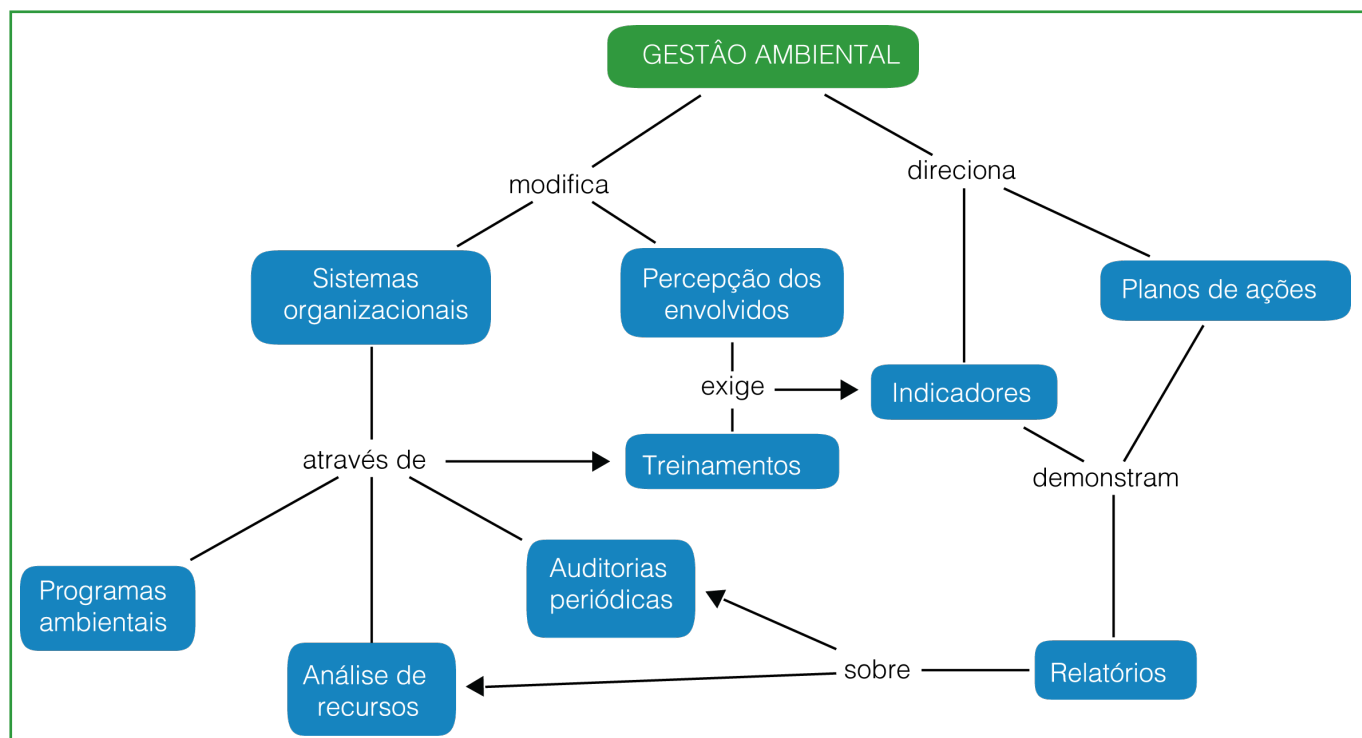 GESTÂO AMBIENTAL
direciona
modifica
Sistemas
organizacionais
Percepção dos
envolvidos
Planos de ações
exige
Indicadores
através de
Treinamentos
demonstram
Programas
ambientais
Auditorias
periódicas
Análise de
recursos
sobre
Relatórios